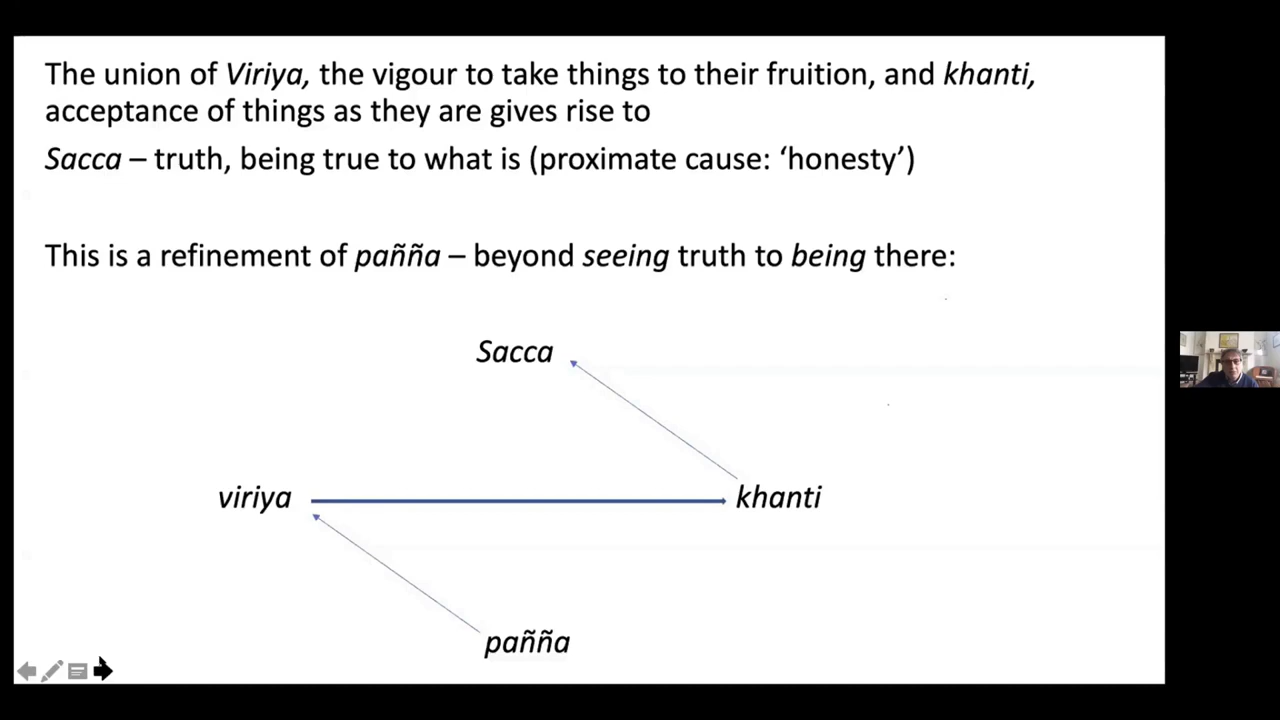 The union of Viriya, the vigour to take things to their fruition, and khanti,
acceptance of things as they are gives rise to
Sacca – truth, being true to what is (proximate cause: ‘honesty’)
This is a refinement of pañña – beyond seeing truth to being there:
Sacca
viriya
khanti
pañña